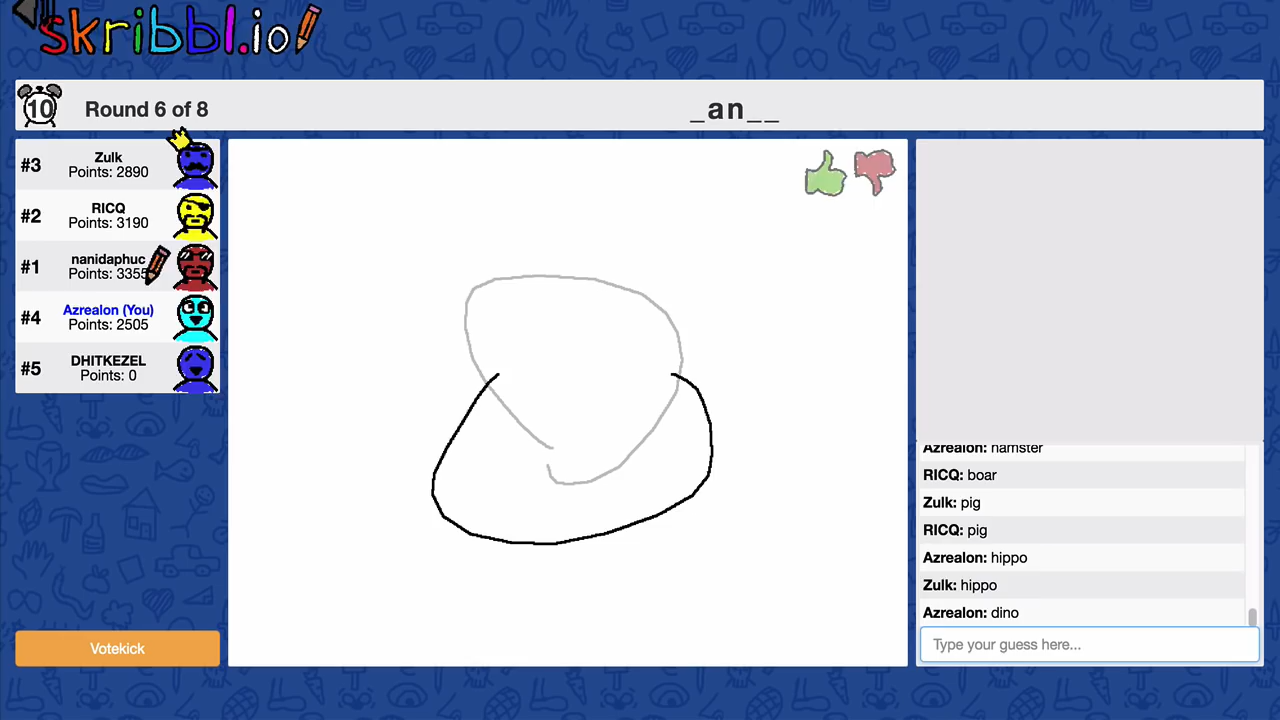 skribbl.io
10
Round 6 of 8
_an__
#3
Zulk
Points: 2890
#2
RICQ
Points: 3190
#1
nanidaphuc
Points: 3355
#4
Azrealon (You)
Points: 2505
#5
DHITKEZEL
Points: 0
Votekick
Azrealon: hamster
RICQ: boar
Zulk: pig
RICQ: pig
Azrealon: hippo
Zulk: hippo
Azrealon: dino
Type your guess here...